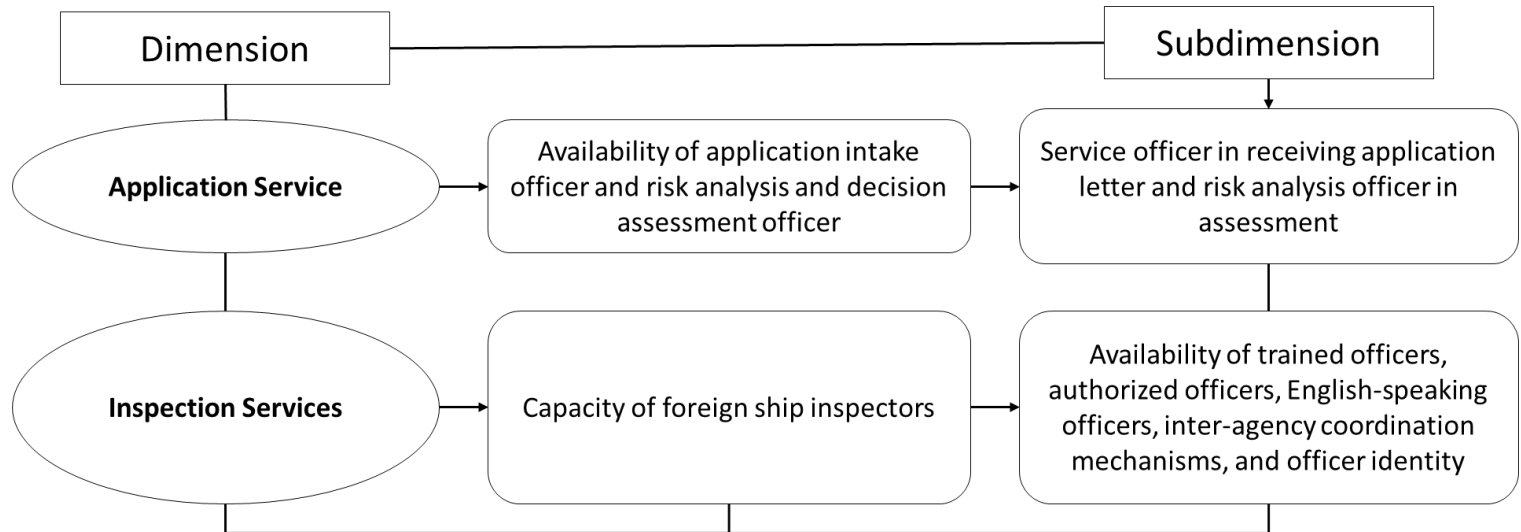 Dimension
Subdimension
Application Service
Availability of application intake
officer and risk analysis and decision
assessment officer
Service officer in receiving application
letter and risk analysis officer in
assessment
Inspection Services
Capacity of foreign ship inspectors
Availability of trained officers,
authorized officers, English-speaking
officers, inter-agency coordination
mechanisms, and officer identity